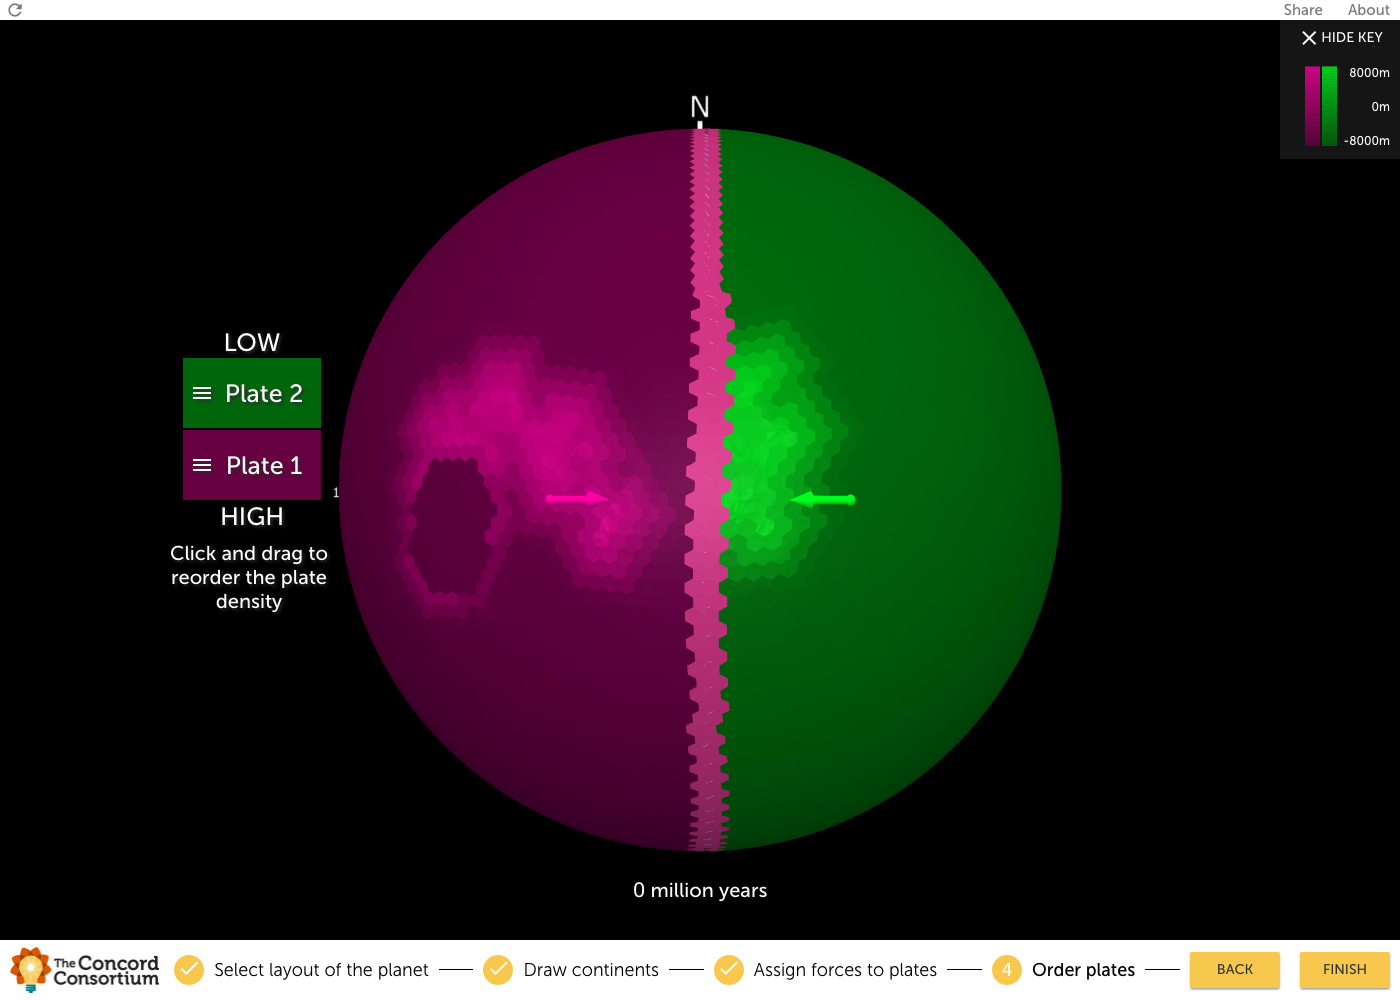 Share About
HIDE KEY
8000m
0m
-8000m
N
LOW
Plate 2
Plate 1
1
HIGH
Click and drag to
reorder the plate
density
0 million years
The Concord
Consortium
Select layout of the planet
Draw continents
Assign forces to plates
4 Order plates
BACK
FINISH